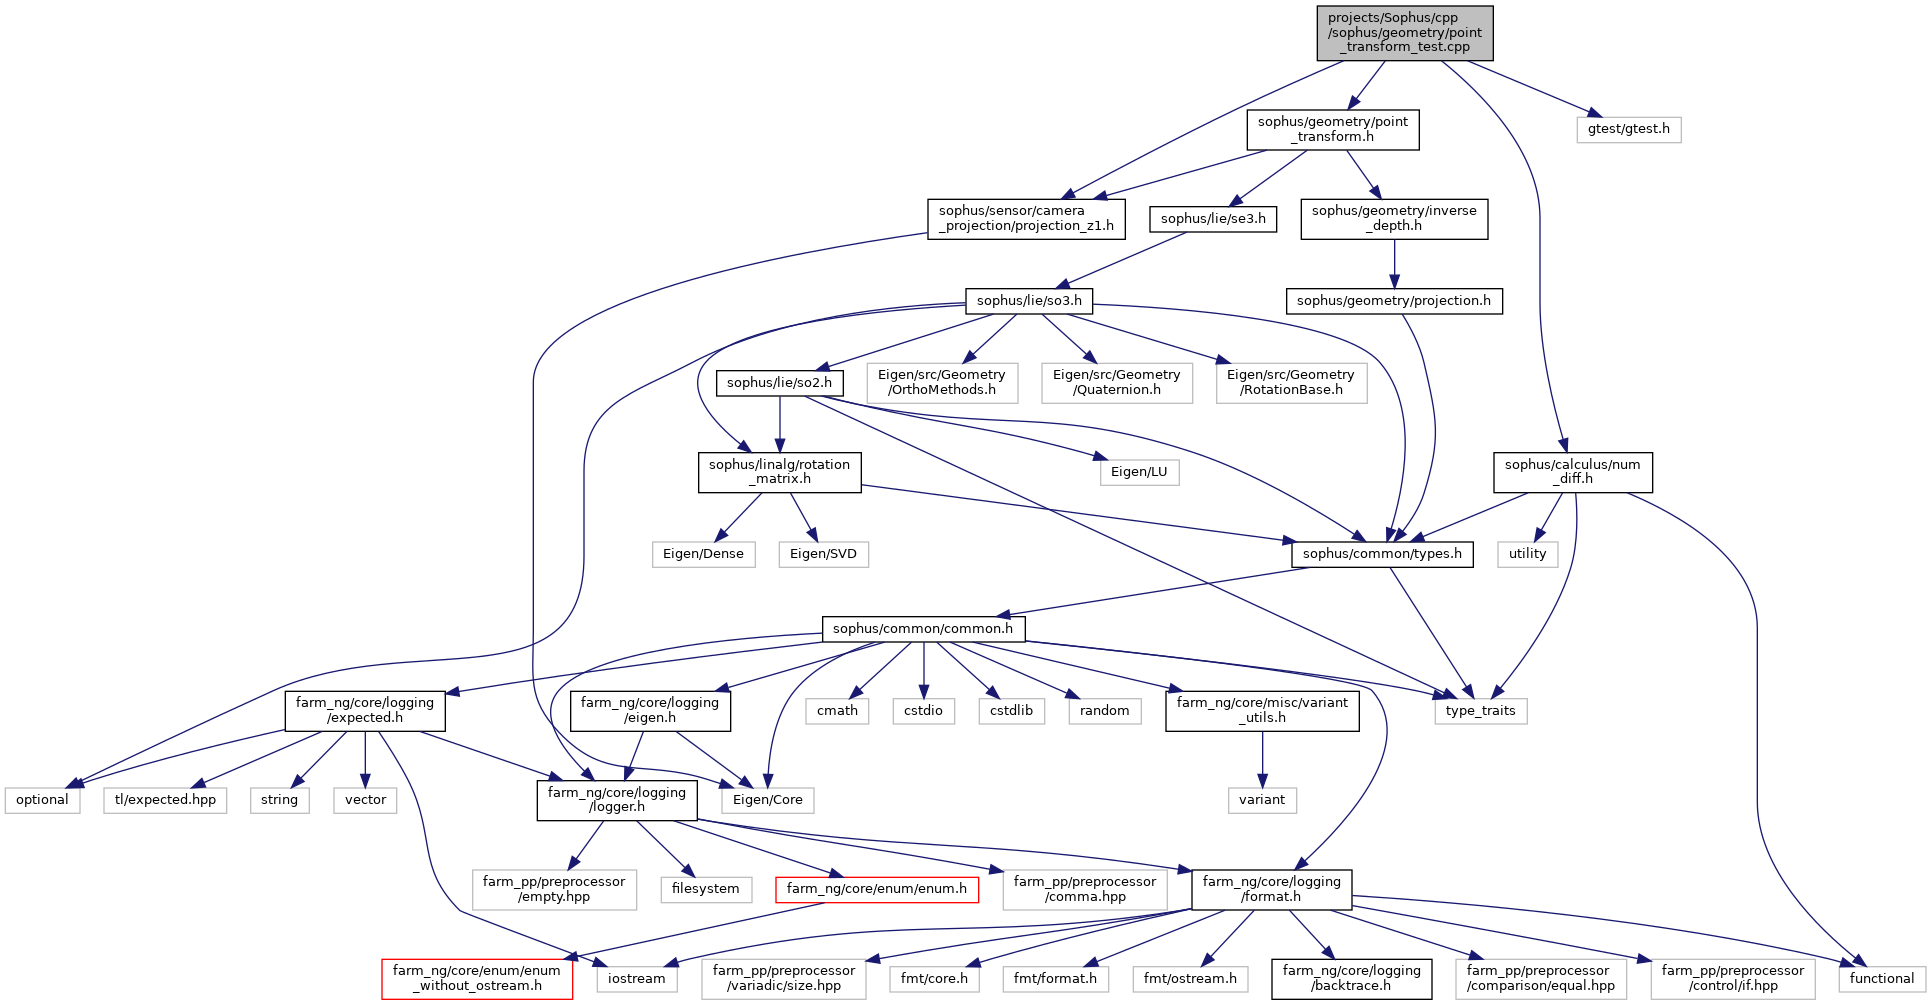 projects/Sophus/cpp
/sophus/geometry/point
_transform_test.cpp
sophus/geometry/point
_transform.h
gtest/gtest.h
sophus/sensor/camera
_projection/projection_z1.h
sophus/lie/se3.h
sophus/geometry/inverse
_depth.h
sophus/lie/so3.h
sophus/geometry/projection.h
sophus/lie/so2.h
Eigen/src/Geometry
/OrthoMethods.h
Eigen/src/Geometry
/Quaternion.h
Eigen/src/Geometry
/RotationBase.h
sophus/linalg/rotation
_matrix.h
Eigen/LU
sophus/calculus/num
_diff.h
Eigen/Dense
Eigen/SVD
sophus/common/types.h
utility
sophus/common/common.h
farm_ng/core/logging
/expected.h
farm_ng/core/logging
/eigen.h
cmath
cstdio
cstdlib
random
farm_ng/core/misc/variant
_utils.h
type_traits
optional
tl/expected.hpp
string
vector
farm_ng/core/logging
/logger.h
Eigen/Core
variant
farm_pp/preprocessor
/empty.hpp
filesystem
farm_ng/core/enum/enum.h
farm_pp/preprocessor
/comma.hpp
farm_ng/core/logging
/format.h
farm_ng/core/enum/enum
_without_ostream.h
iostream
farm_pp/preprocessor
/variadic/size.hpp
fmt/core.h
fmt/format.h
fmt/ostream.h
farm_ng/core/logging
/backtrace.h
farm_pp/preprocessor
/comparison/equal.hpp
farm_pp/preprocessor
/control/if.hpp
functional